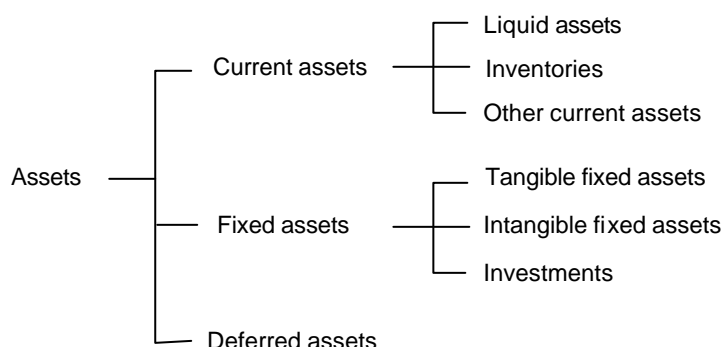 Assets
Current assets
Liquid assets
Inventories
Other current assets
Fixed assets
Tangible fixed assets
Intangible fixed assets
Investments
Deferred assets